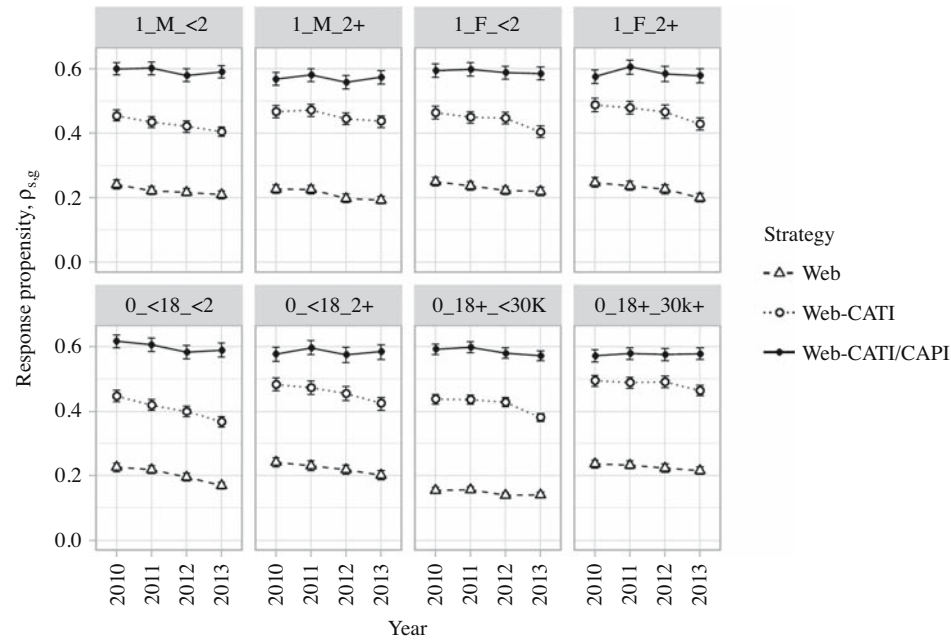 1_M_<2 1_M_2+ 1_F_<2 1_F_2+
0.6
0.4
0.2
0.0
Response propensity, ρs,g
0_<18_<2 0_<18_2+ 0_18+_<30K 0_18+_30k+
0.6
0.4
0.2
0.0
2010 2011 2012 2013 2010 2011 2012 2013 2010 2011 2012 2013 2010 2011 2012 2013
Year
Strategy
Web
Web-CATI
Web-CATI/CAPI